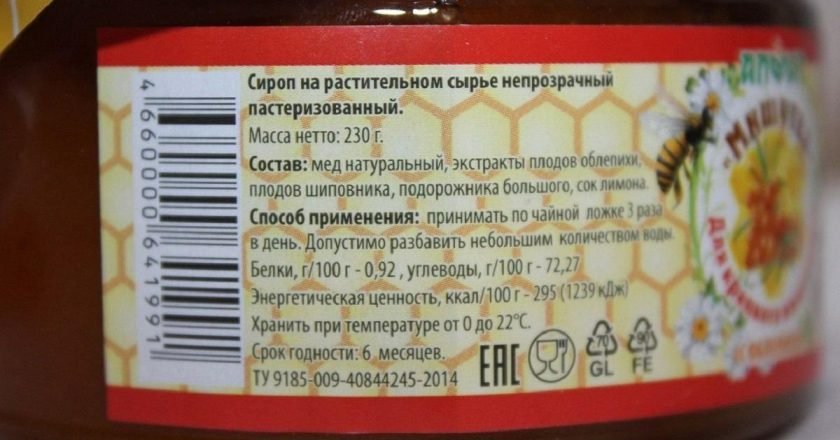 4 660000 641991
Сироп на растительном сырье непрозрачный
пастеризованный.
Масса нетто: 230 г.
Состав: мед натуральный, экстракты плодов облепихи,
плодов шиповника, подорожника большого, сок лимона.
Способ применения: принимать по чайной ложке 3 раза
в день. Допустимо разбавить небольшим количеством воды.
Белки, г/100 г - 0,92 , углеводы, г/100 г - 72,27
Энергетическая ценность, ккал/100 г - 295 (1239 кДж)
Хранить при температуре от 0 до 22°С.
Срок годности: 6 месяцев.
ТУ 9185-009-40844245-2014
ЕАС
70
GL
90
FE
Для